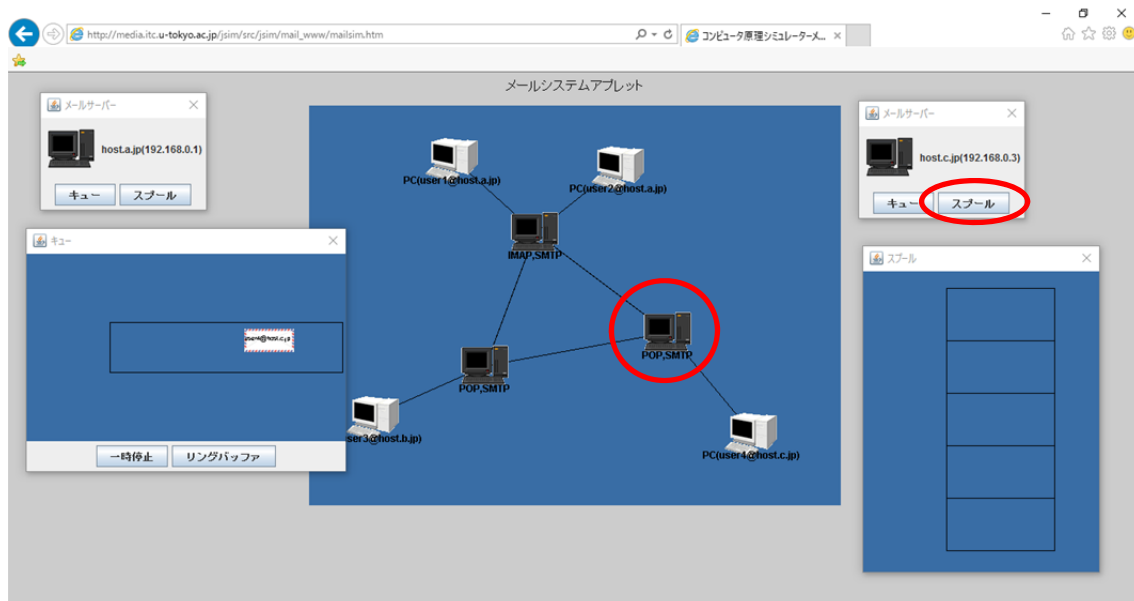 http://media.itc.u-tokyo.ac.jp/jsim/src/jsim/mail_www/mailsim.htm
コンピュータ原理シミュレーターメ...
メールシステムアプレット
メールサーバー
host.a.jp(192.168.0.1)
キュー スプール
メールサーバー
host.c.jp(192.168.0.3)
キュー スプール
キュー
user4@host.c.jp
一時停止 リングバッファ
PC(user1@host.a.jp)
PC(user2@host.a.jp)
IMAP,SMTP
POP,SMTP
POP,SMTP
ser3@host.b.jp)
PC(user4@host.c.jp)
スプール